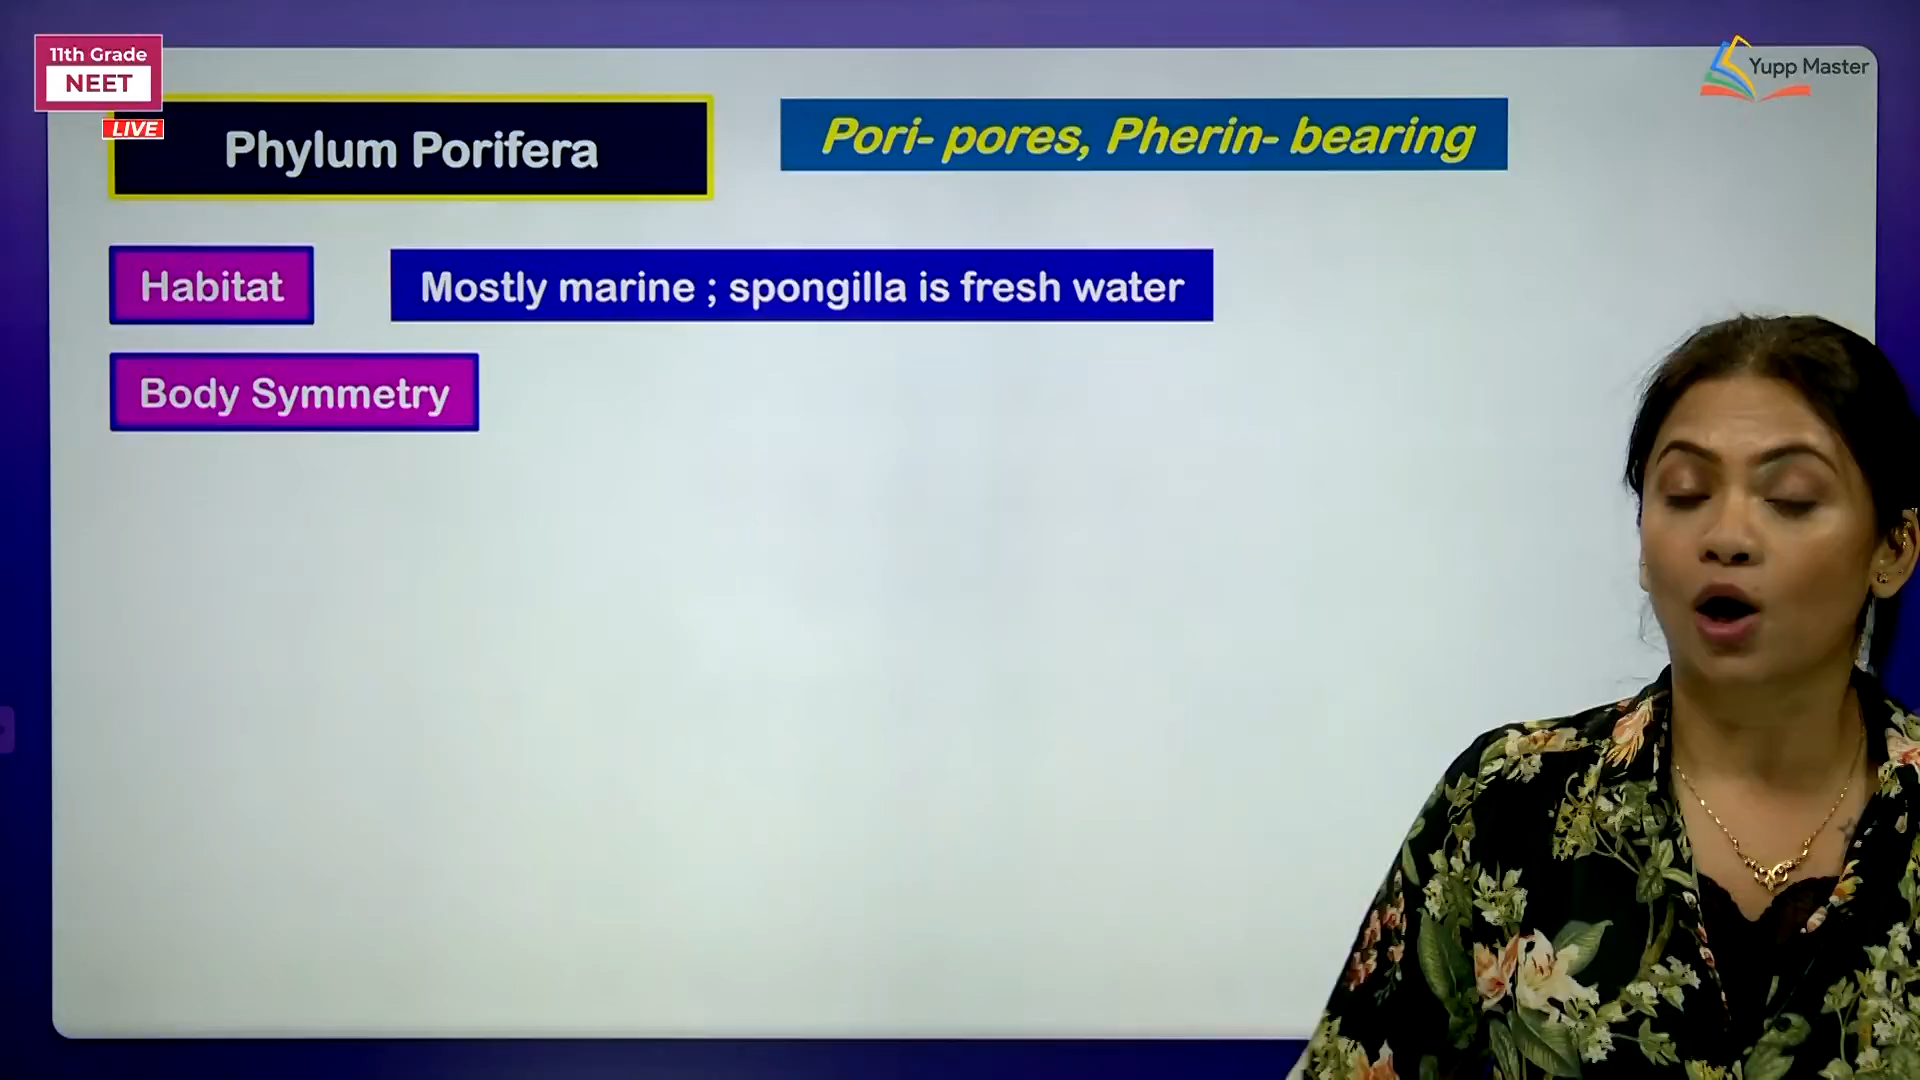 11th Grade
NEET
LIVE
Yupp Master
Phylum Porifera
Pori- pores, Pherin- bearing
Habitat
Mostly marine ; spongilla is fresh water
Body Symmetry